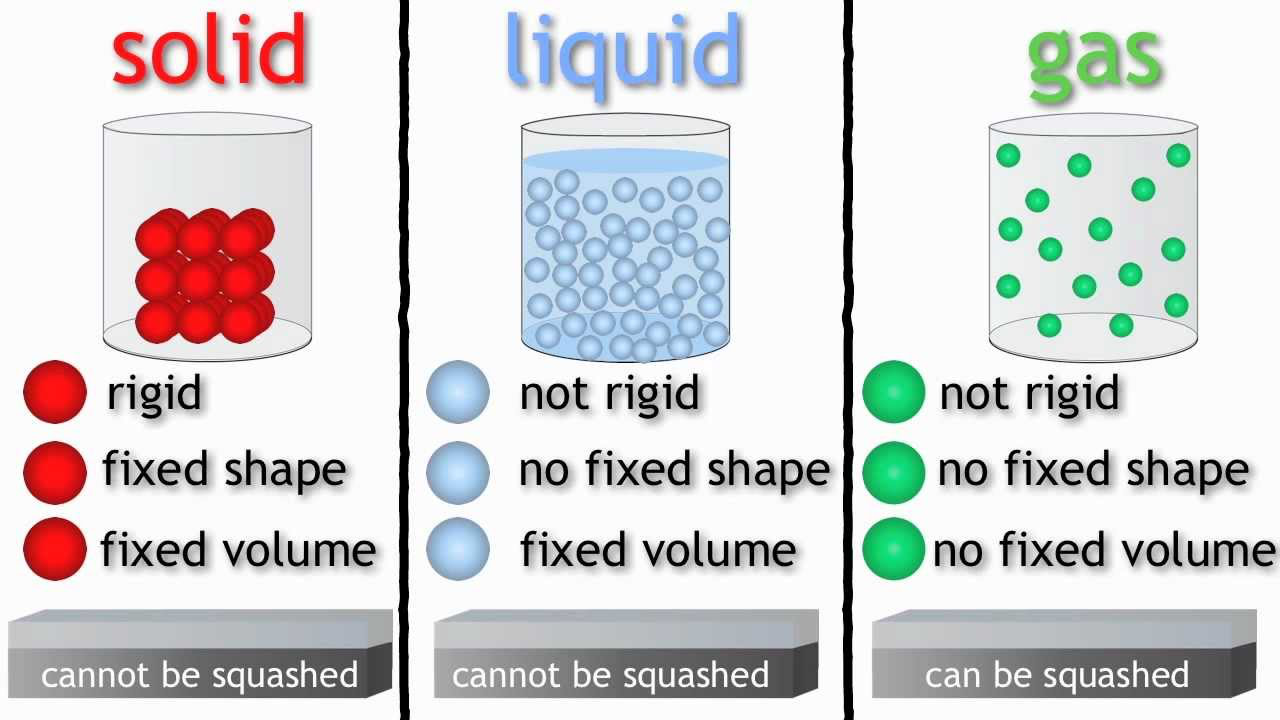 solid
rigid
fixed shape
fixed volume
cannot be squashed
liquid
not rigid
no fixed shape
fixed volume
cannot be squashed
gas
not rigid
no fixed shape
no fixed volume
can be squashed